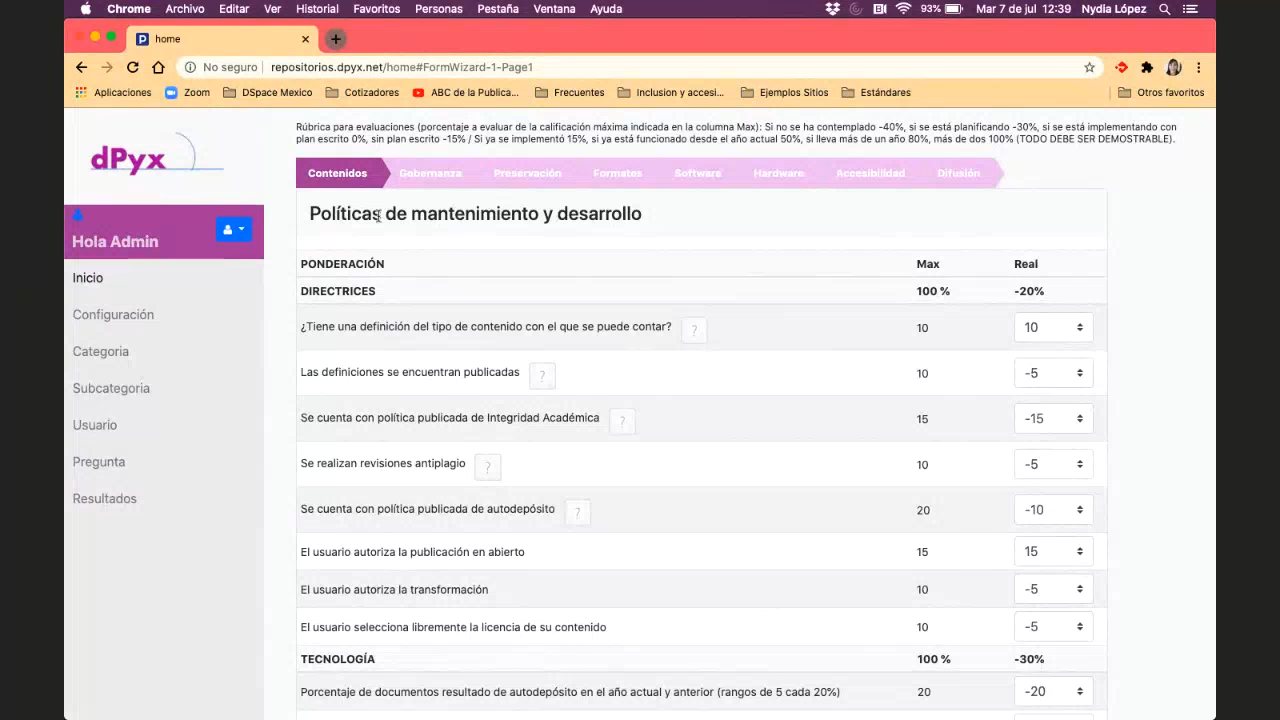 Chrome Archivo Editar Ver Historial Favoritos Personas Pestaña Ventana Ayuda 93% Mar 7 de jul 12:39 Nydia López
home
No seguro repositorios.dpyx.net/home#FormWizard-1-Page1
Aplicaciones Zoom DSpace Mexico Cotizadores ABC de la Publica... Frecuentes Inclusion y accesi... Ejemplos Sitios Estándares Otros favoritos
dPyx
Hola Admin
Inicio
Configuración
Categoria
Subcategoria
Usuario
Pregunta
Resultados
Rúbrica para evaluaciones (porcentaje a evaluar de la calificación máxima indicada en la columna Max): Si no se ha contemplado -40%, si se está planificando -30%, si se está implementando con
plan escrito 0%, sin plan escrito -15% / Si ya se implementó 15%, si ya está funcionado desde el año actual 50%, si lleva más de un año 80%, más de dos 100% (TODO DEBE SER DEMOSTRABLE).
Contenidos Gobernanza Preservación Formatos Software Hardware Accesibilidad Difusión
Políticas de mantenimiento y desarrollo
PONDERACIÓN Max Real
DIRECTRICES 100 % -20%
¿Tiene una definición del tipo de contenido con el que se puede contar? ? 10 10
Las definiciones se encuentran publicadas ? 10 -5
Se cuenta con política publicada de Integridad Académica ? 15 -15
Se realizan revisiones antiplagio ? 10 -5
Se cuenta con política publicada de autodepósito ? 20 -10
El usuario autoriza la publicación en abierto 15 15
El usuario autoriza la transformación 10 -5
El usuario selecciona libremente la licencia de su contenido 10 -5
TECNOLOGÍA 100 % -30%
Porcentaje de documentos resultado de autodepósito en el año actual y anterior (rangos de 5 cada 20%) 20 -20